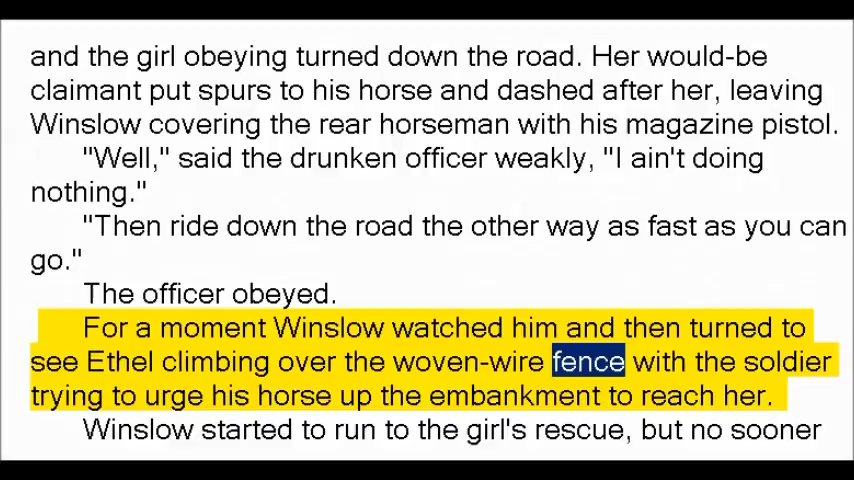 and the girl obeying turned down the road. Her would-be
claimant put spurs to his horse and dashed after her, leaving
Winslow covering the rear horseman with his magazine pistol.
"Well," said the drunken officer weakly, "I ain't doing
nothing."
"Then ride down the road the other way as fast as you can
go."
The officer obeyed.
For a moment Winslow watched him and then turned to
see Ethel climbing over the woven-wire fence with the soldier
trying to urge his horse up the embankment to reach her.
Winslow started to run to the girl's rescue, but no sooner